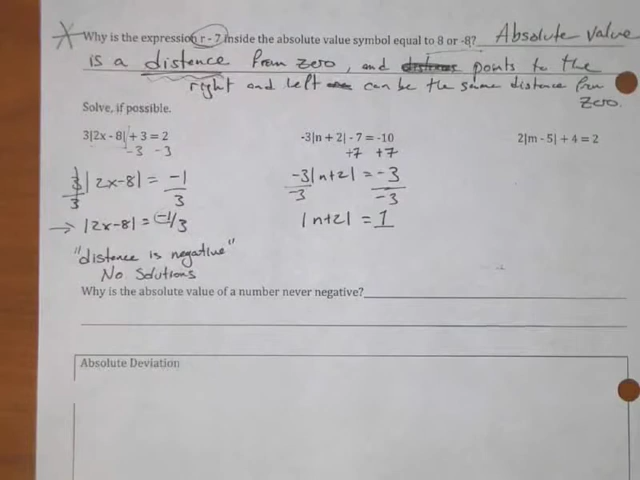 Why is the expression r - 7 inside the absolute value symbol equal to 8 or -8? Absolute Value
is a distance from zero, and points to the
right and left can be the same distance from
zero.
Solve, if possible.
3|2x - 8| + 3 = 2
-3 -3
3|2x-8| = -1
3 3
→ |2x-8| = -1/3
"distance is negative"
No Solutions
-3|n + 2| - 7 = -10
+7 +7
-3|n+2| = -3
-3 -3
|n+2| = 1
2|m - 5| + 4 = 2
Why is the absolute value of a number never negative?
Absolute Deviation